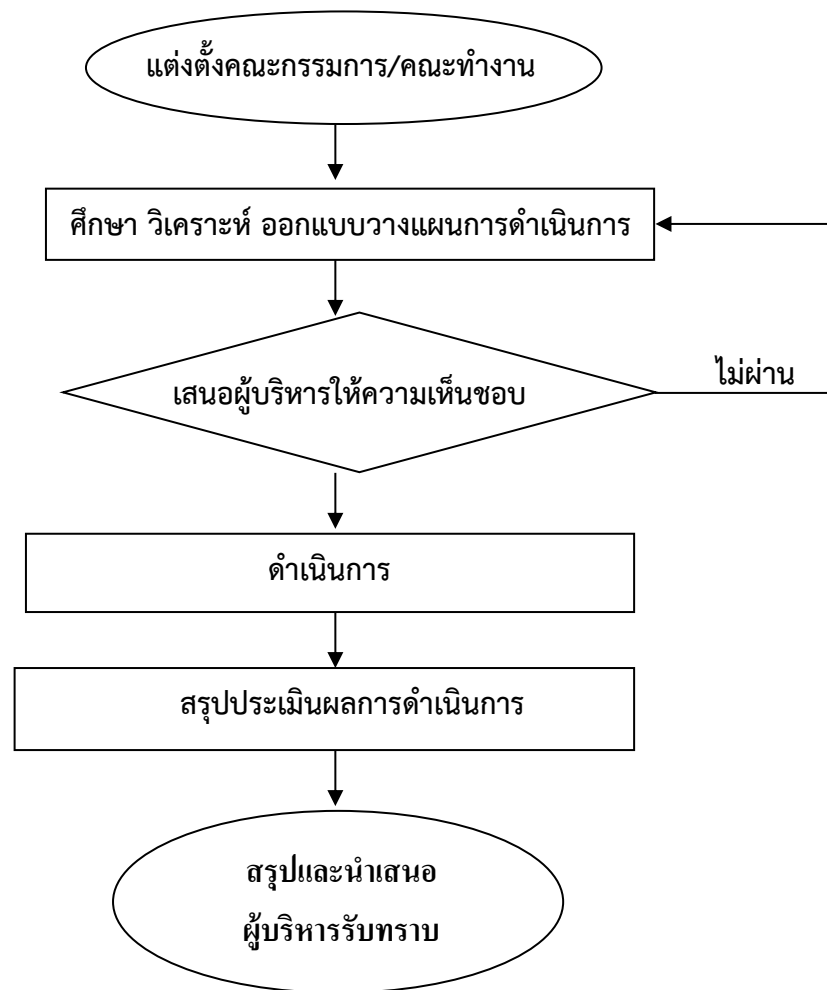 แต่งตั้งคณะกรรมการ/คณะทำงาน
ศึกษา วิเคราะห์ ออกแบบวางแผนการดำเนินการ
เสนอผู้บริหารให้ความเห็นชอบ
ไม่ผ่าน
ดำเนินการ
สรุปประเมินผลการดำเนินการ
สรุปและนำเสนอ
ผู้บริหารรับทราบ